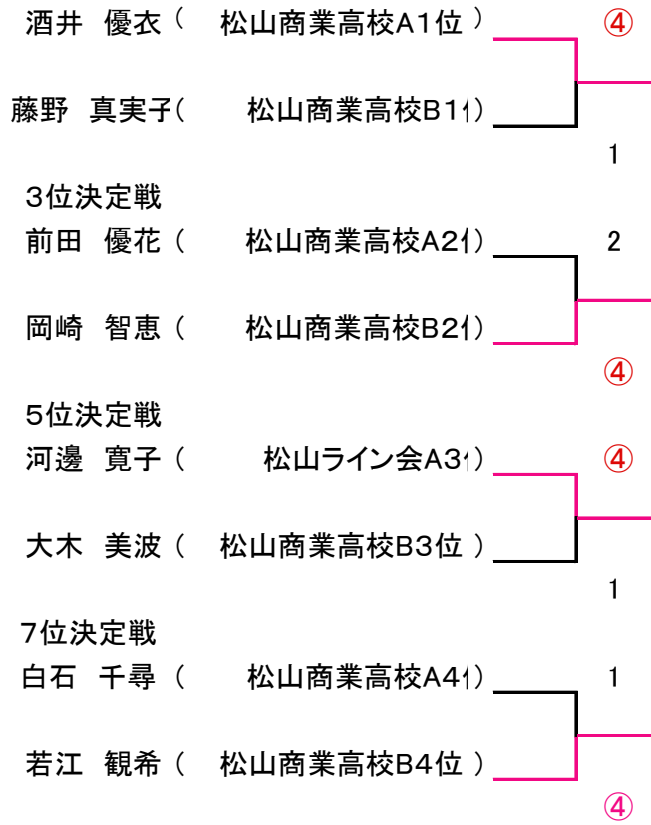 酒井 優衣 ( 松山商業高校A1位 ) ④
藤野 真実子( 松山商業高校B1 )
1
3位決定戦
前田 優花 ( 松山商業高校A2 ) 2
岡崎 智恵 ( 松山商業高校B2 )
④
5位決定戦
河邊 寛子 ( 松山ライン会A3 ) ④
大木 美波 ( 松山商業高校B3位 )
1
7位決定戦
白石 千尋 ( 松山商業高校A4 ) 1
若江 観希 ( 松山商業高校B4位 )
④